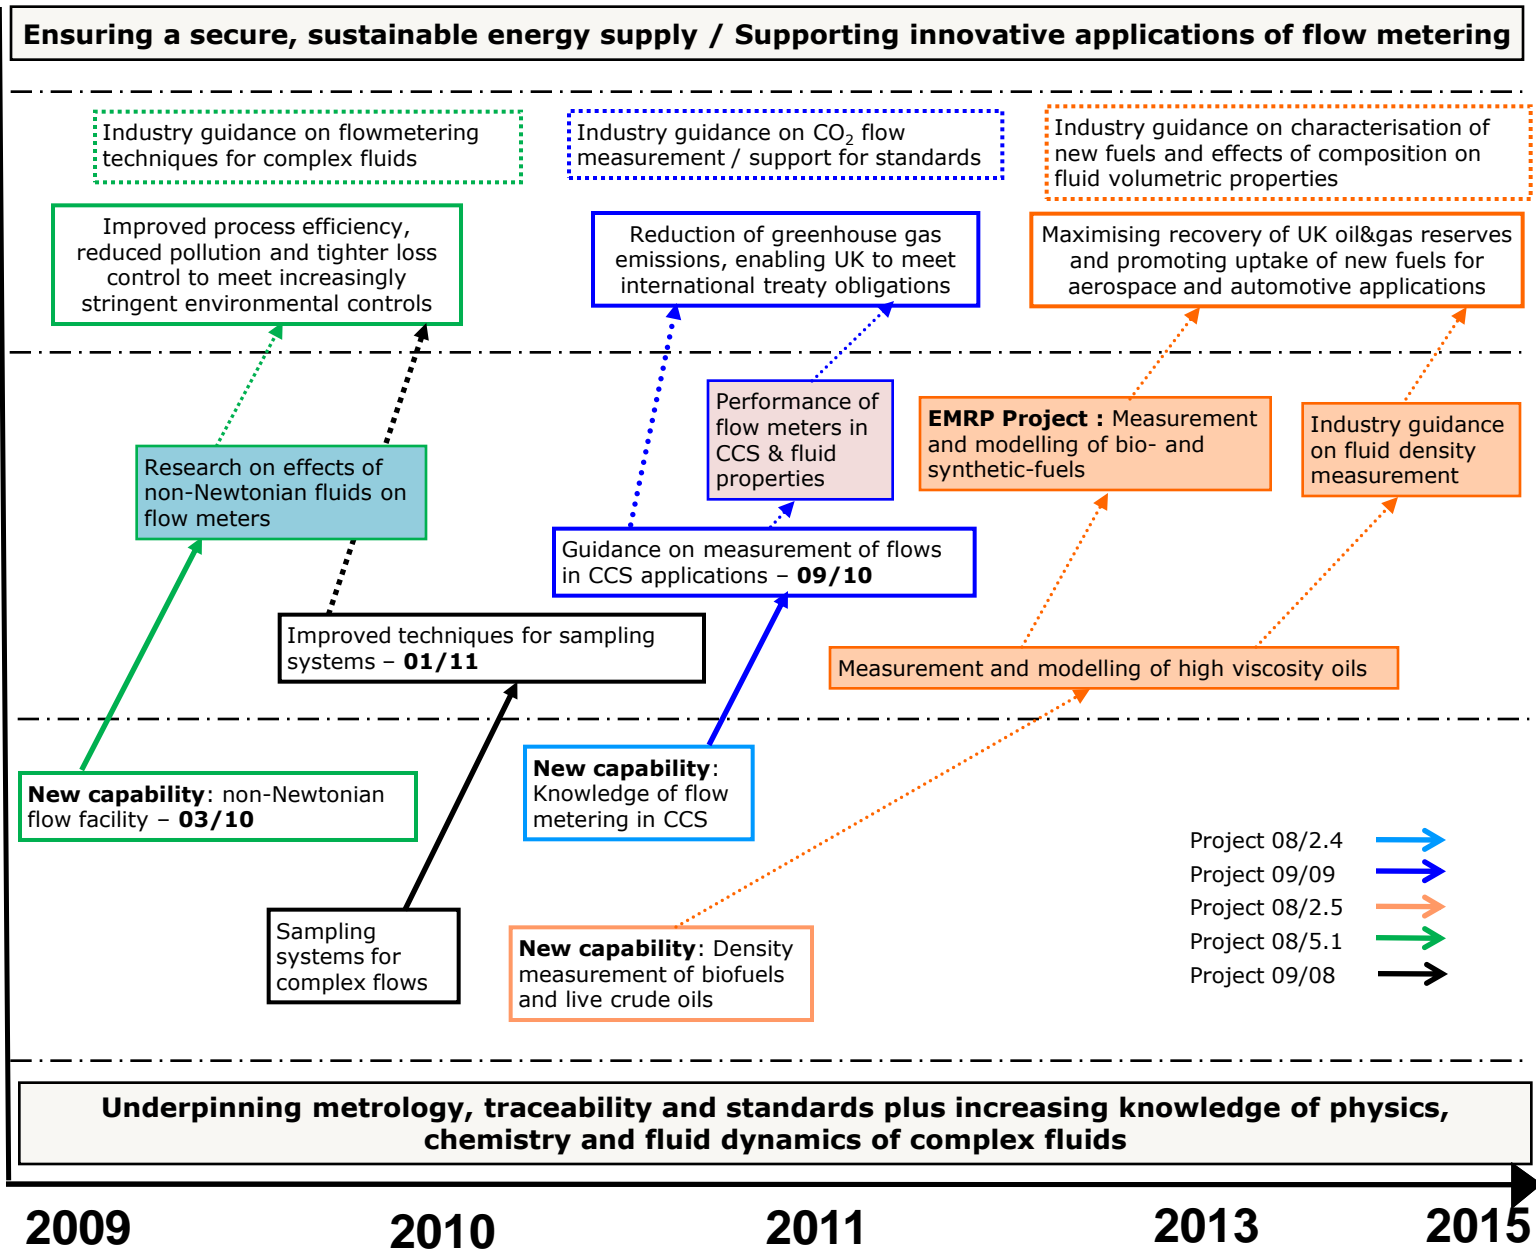 Ensuring a secure, sustainable energy supply / Supporting innovative applications of flow metering
Industry guidance on flowmetering
techniques for complex fluids
Industry guidance on CO₂ flow
measurement / support for standards
Industry guidance on characterisation of
new fuels and effects of composition on
fluid volumetric properties
Improved process efficiency,
reduced pollution and tighter loss
control to meet increasingly
stringent environmental controls
Reduction of greenhouse gas
emissions, enabling UK to meet
international treaty obligations
Maximising recovery of UK oil&gas reserves
and promoting uptake of new fuels for
aerospace and automotive applications
Performance of
flow meters in
CCS & fluid
properties
EMRP Project : Measurement
and modelling of bio- and
synthetic-fuels
Industry guidance
on fluid density
measurement
Research on effects of
non-Newtonian fluids on
flow meters
Guidance on measurement of flows
in CCS applications – 09/10
Improved techniques for sampling
systems – 01/11
Measurement and modelling of high viscosity oils
New capability: non-Newtonian
flow facility – 03/10
New capability:
Knowledge of flow
metering in CCS
Sampling
systems for
complex flows
New capability: Density
measurement of biofuels
and live crude oils
Project 08/2.4
Project 09/09
Project 08/2.5
Project 08/5.1
Project 09/08
Underpinning metrology, traceability and standards plus increasing knowledge of physics,
chemistry and fluid dynamics of complex fluids
2009 2010 2011 2013 2015